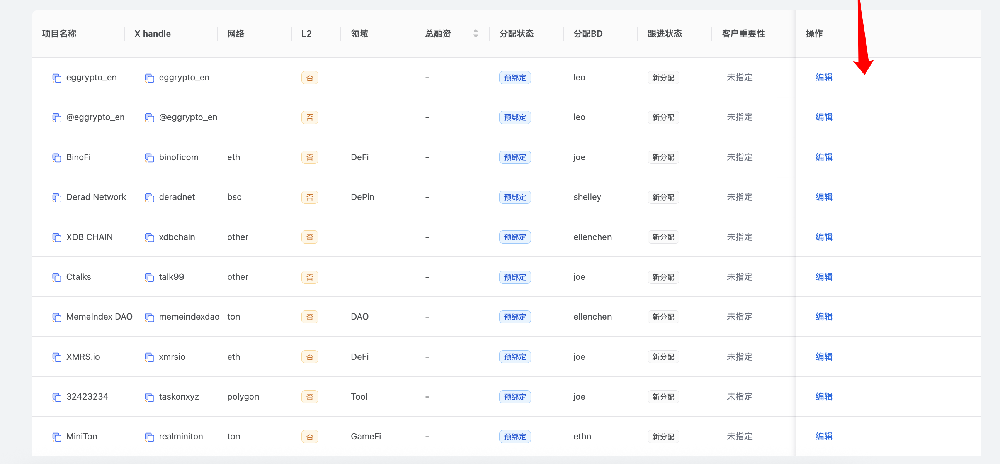 项目名称 X handle 网络 L2 领域 总融资 分配状态 分配BD 跟进状态 客户重要性 操作
eggrypto_en eggrypto_en 否 - 预绑定 leo 新分配 未指定 编辑
@eggrypto_en @eggrypto_en 否 - 预绑定 leo 新分配 未指定 编辑
BinoFi binoficom eth 否 DeFi - 预绑定 joe 新分配 未指定 编辑
Derad Network deradnet bsc 否 DePin - 预绑定 shelley 新分配 未指定 编辑
XDB CHAIN xdbchain other 否 - 预绑定 ellenchen 新分配 未指定 编辑
Ctalks talk99 other 否 - 预绑定 joe 新分配 未指定 编辑
MemeIndex DAO memeindexdao ton 否 DAO - 预绑定 ellenchen 新分配 未指定 编辑
XMRS.io xmrsio eth 否 DeFi - 预绑定 joe 新分配 未指定 编辑
32423234 taskonxyz polygon 否 Tool - 预绑定 joe 新分配 未指定 编辑
MiniTon realminiton ton 否 GameFi - 预绑定 ethn 新分配 未指定 编辑